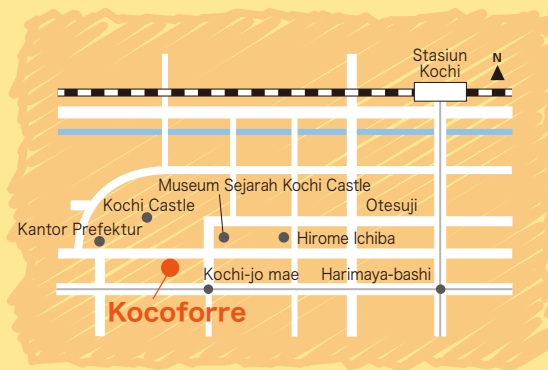 Stasiun
Kochi
N
Museum Sejarah Kochi Castle
Kochi Castle
Otesuji
Kantor Prefektur
Hirome Ichiba
Kochi-jo mae
Harimaya-bashi
Kocoforre